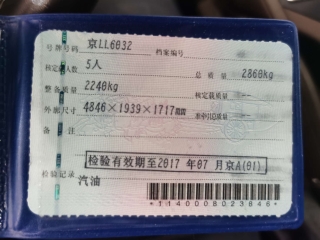 号牌号码 京LL6032 档案编号
核定载人数 5人 总质量 2860kg
整备质量 2240kg 核定载质量 --
外廓尺寸 4846×1939×1717mm 准牵引总质量 --
备注
检验有效期至2017 年07 月京A(01)
检验记录
汽油
*1140008023846*